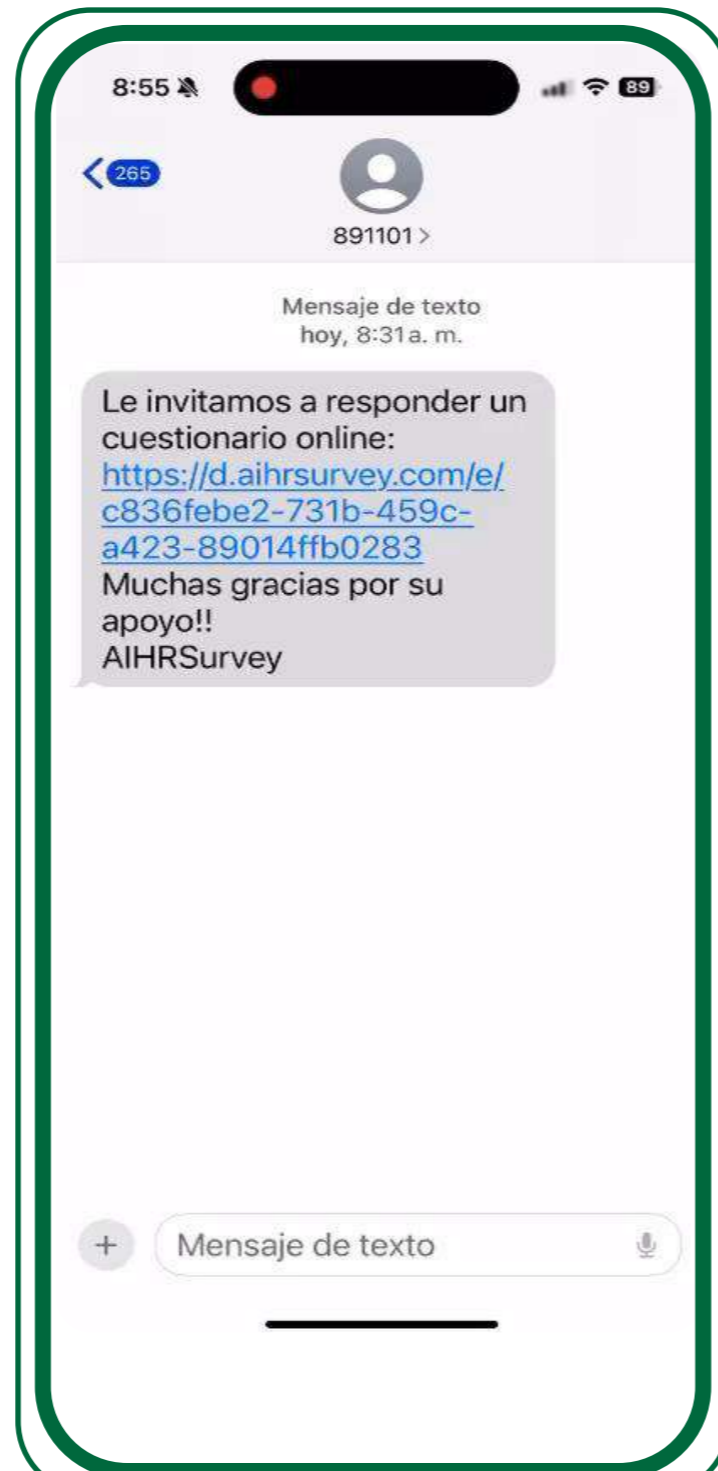 8:55
89
265
891101 >
Mensaje de texto
hoy, 8:31 a. m.
Le invitamos a responder un
cuestionario online:
https://d.aihrsurvey.com/e/
c836febe2-731b-459c-
a423-89014ffb0283
Muchas gracias por su
apoyo!!
AIHRSurvey
+
Mensaje de texto